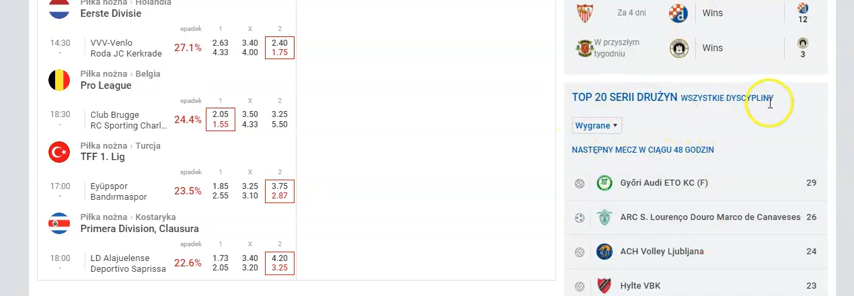 Piłka nożna › Holandia
Eerste Divisie
spadek 1 X 2
14:30 VVV-Venlo 27.1% 2.63 3.40 2.40
- Roda JC Kerkrade 4.33 4.00 1.75
Piłka nożna › Belgia
Pro League
spadek 1 X 2
18:30 Club Brugge 24.4% 2.05 3.50 3.25
- RC Sporting Charl... 1.55 4.33 5.50
Piłka nożna › Turcja
TFF 1. Lig
spadek 1 X 2
17:00 Eyüpspor 23.5% 1.85 3.25 3.75
- Bandırmaspor 2.55 3.10 2.87
Piłka nożna › Kostaryka
Primera Division, Clausura
spadek 1 X 2
18:00 LD Alajuelense 22.6% 1.73 3.40 4.20
- Deportivo Saprissa 2.05 3.20 3.25
Za 4 dni Wins 12
W przyszłym
tygodniu Wins 3
TOP 20 SERII DRUŻYN WSZYSTKIE DYSCYPLINY
Wygrane
NASTĘPNY MECZ W CIĄGU 48 GODZIN
Győri Audi ETO KC (F) 29
ARC S. Lourenço Douro Marco de Canaveses 26
ACH Volley Ljubljana 24
Hylte VBK 23